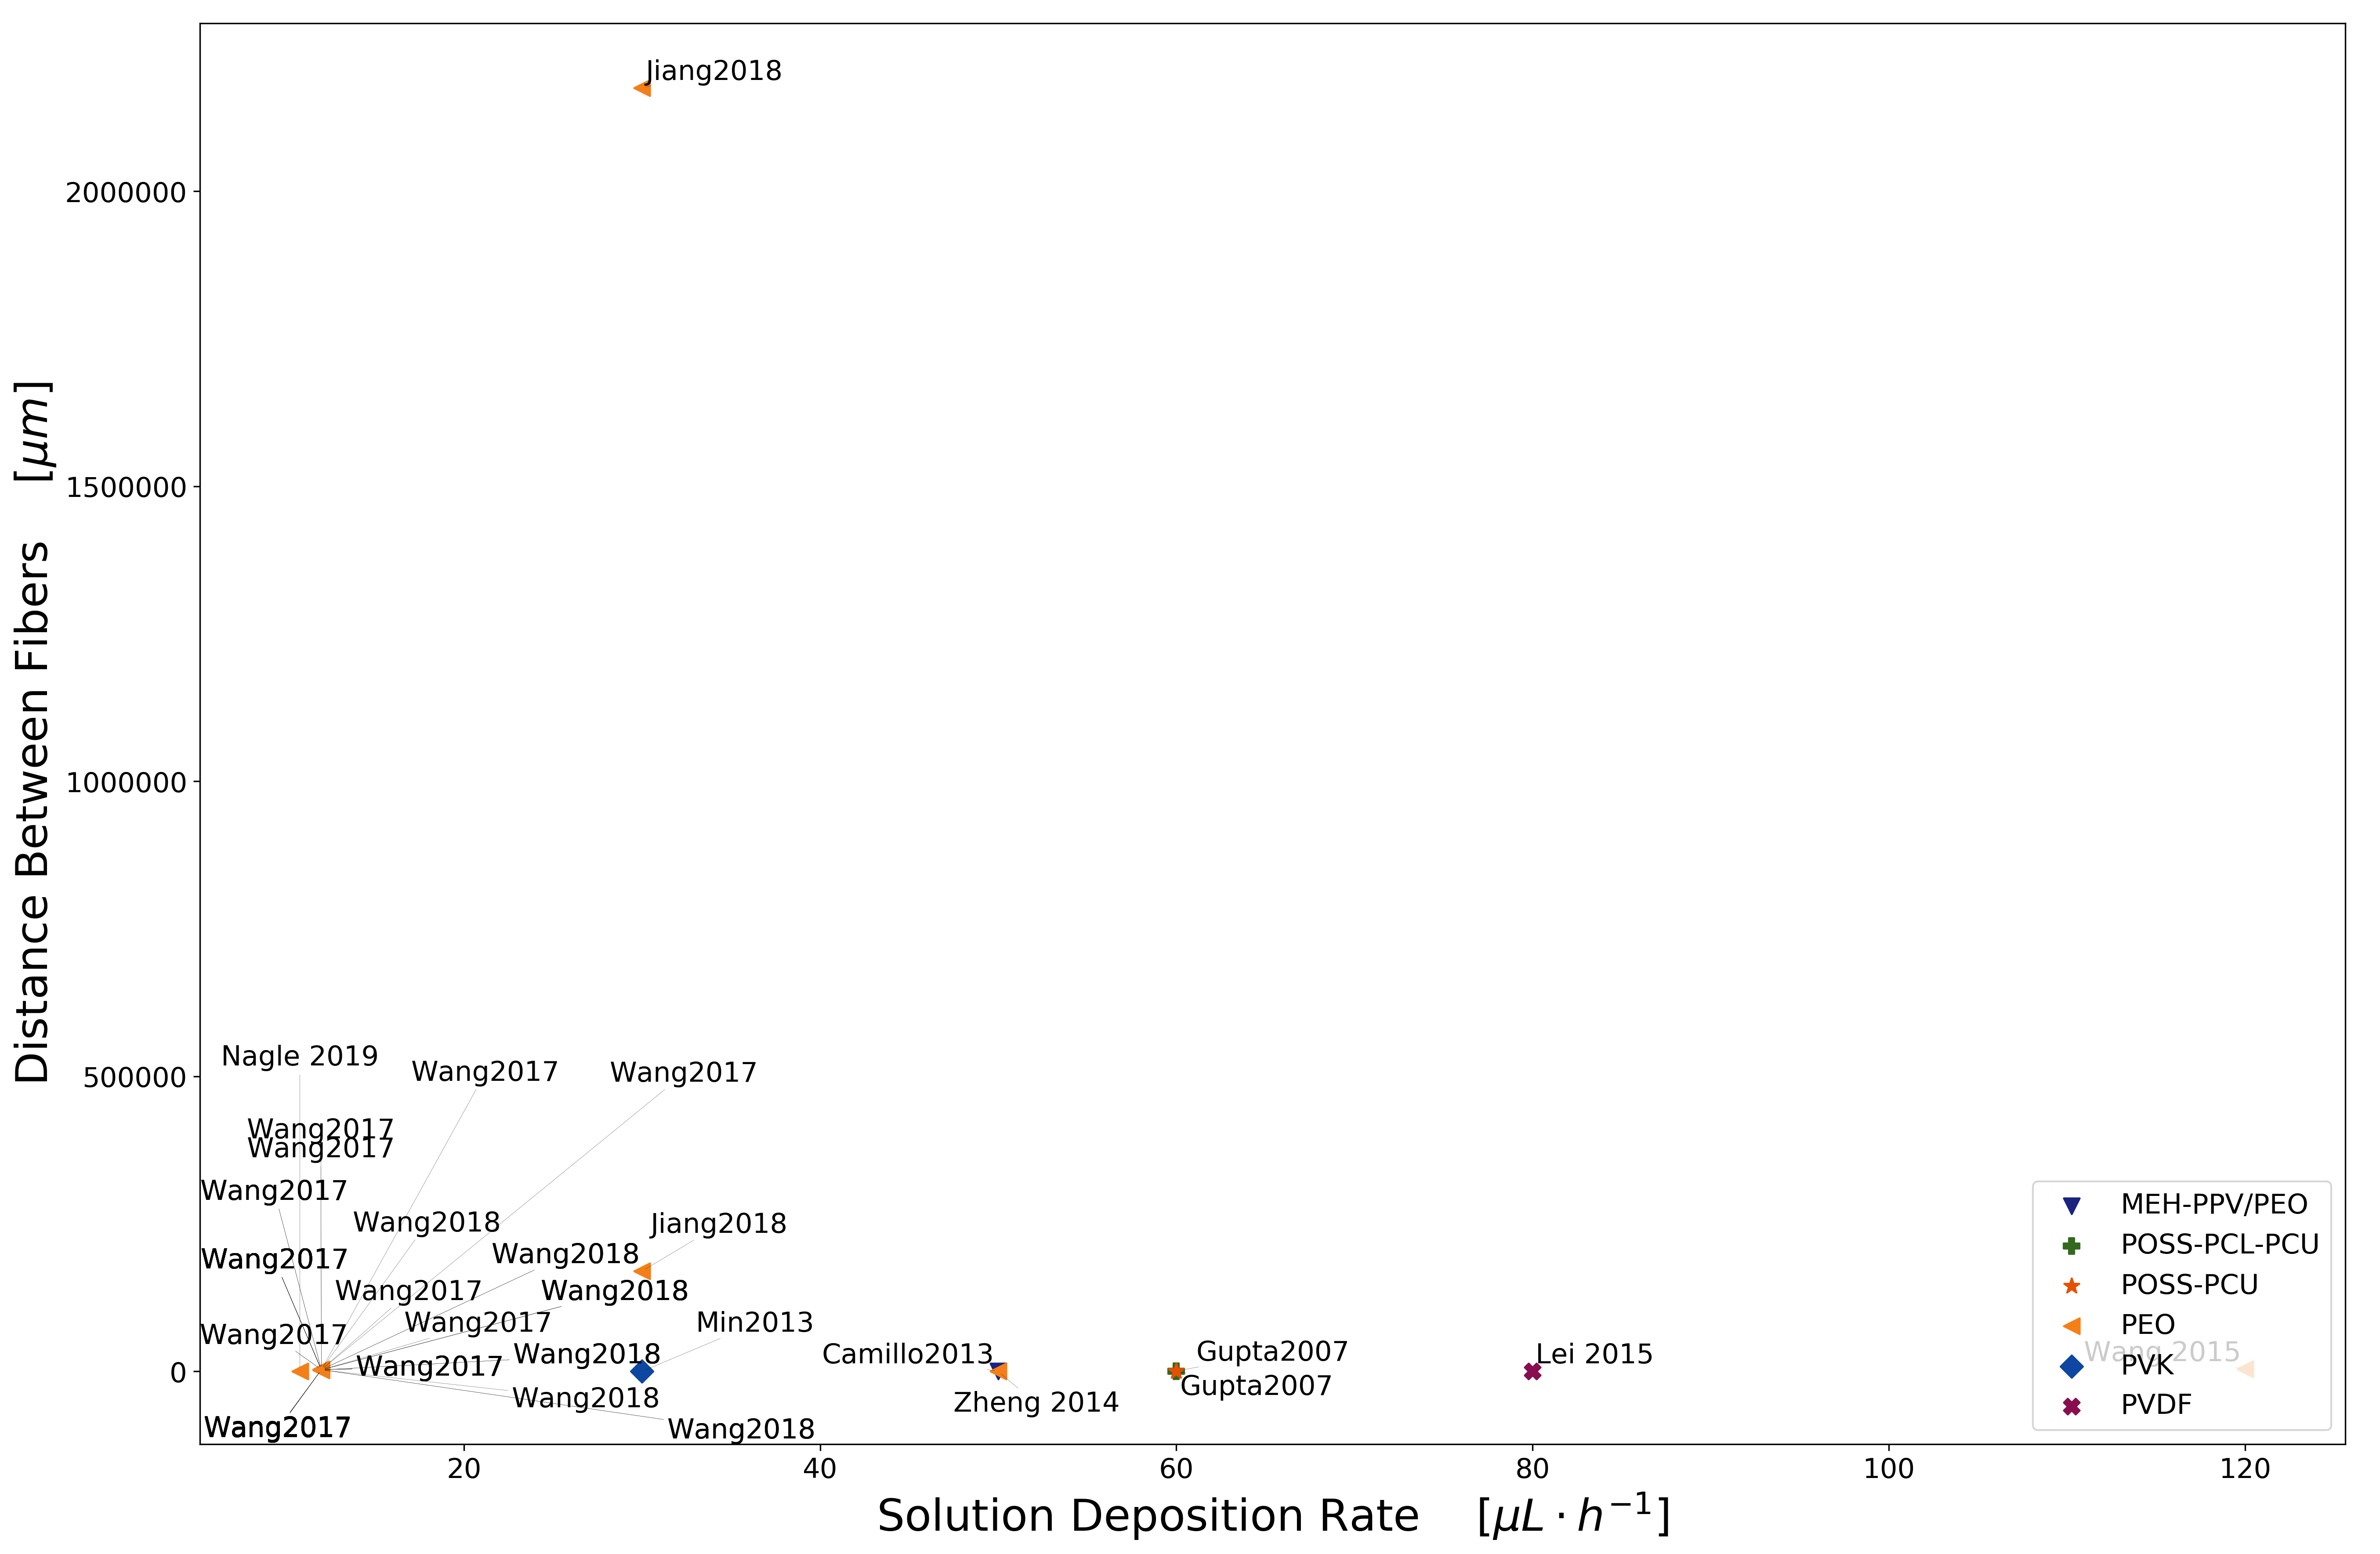 Jiang2018
2000000
1500000
1000000
500000
0
Distance Between Fibers [μm]
Nagle 2019
Wang2017
Wang2017
Wang2017
Wang2017
Wang2017
Wang2018
Jiang2018
Wang2017
Wang2018
Wang2017
Wang2018
Wang2017
Min2013
Wang2017
Wang2018
Wang2017
Camillo2013
Gupta2007
Lei 2015
Wang 2015
Wang2018
Zheng 2014
Gupta2007
Wang2017
Wang2018
MEH-PPV/PEO
POSS-PCL-PCU
POSS-PCU
PEO
PVK
PVDF
20
40
60
80
100
120
Solution Deposition Rate [μL · h⁻¹]